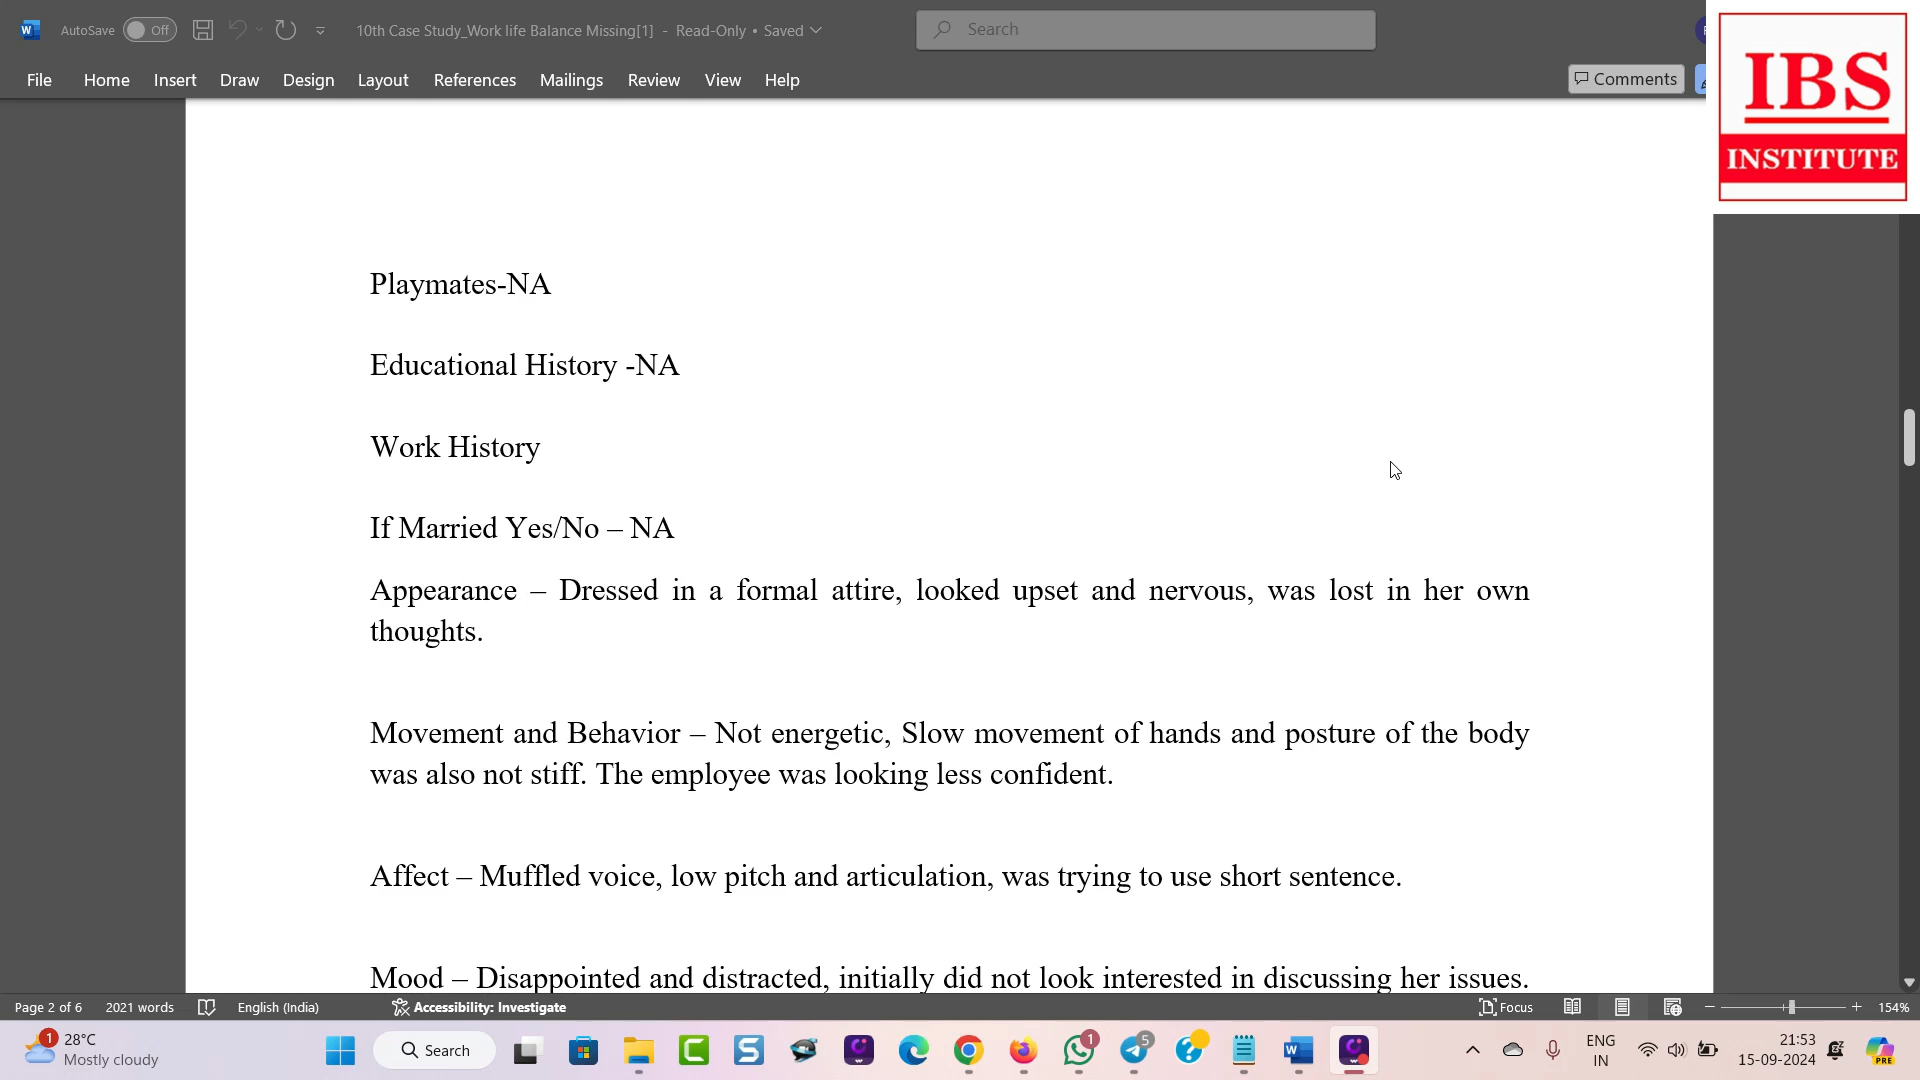 AutoSave Off 10th Case Study_Work life Balance Missing[1] - Read-Only • Saved Search
File Home Insert Draw Design Layout References Mailings Review View Help Comments
IBS
INSTITUTE
Playmates-NA
Educational History -NA
Work History
If Married Yes/No – NA
Appearance – Dressed in a formal attire, looked upset and nervous, was lost in her own
thoughts.
Movement and Behavior – Not energetic, Slow movement of hands and posture of the body
was also not stiff. The employee was looking less confident.
Affect – Muffled voice, low pitch and articulation, was trying to use short sentence.
Mood – Disappointed and distracted, initially did not look interested in discussing her issues.
Page 2 of 6 2021 words English (India) Accessibility: Investigate Focus 154%
1 28°C
Mostly cloudy
Search
1
5
ENG
IN
21:53
15-09-2024
PRE